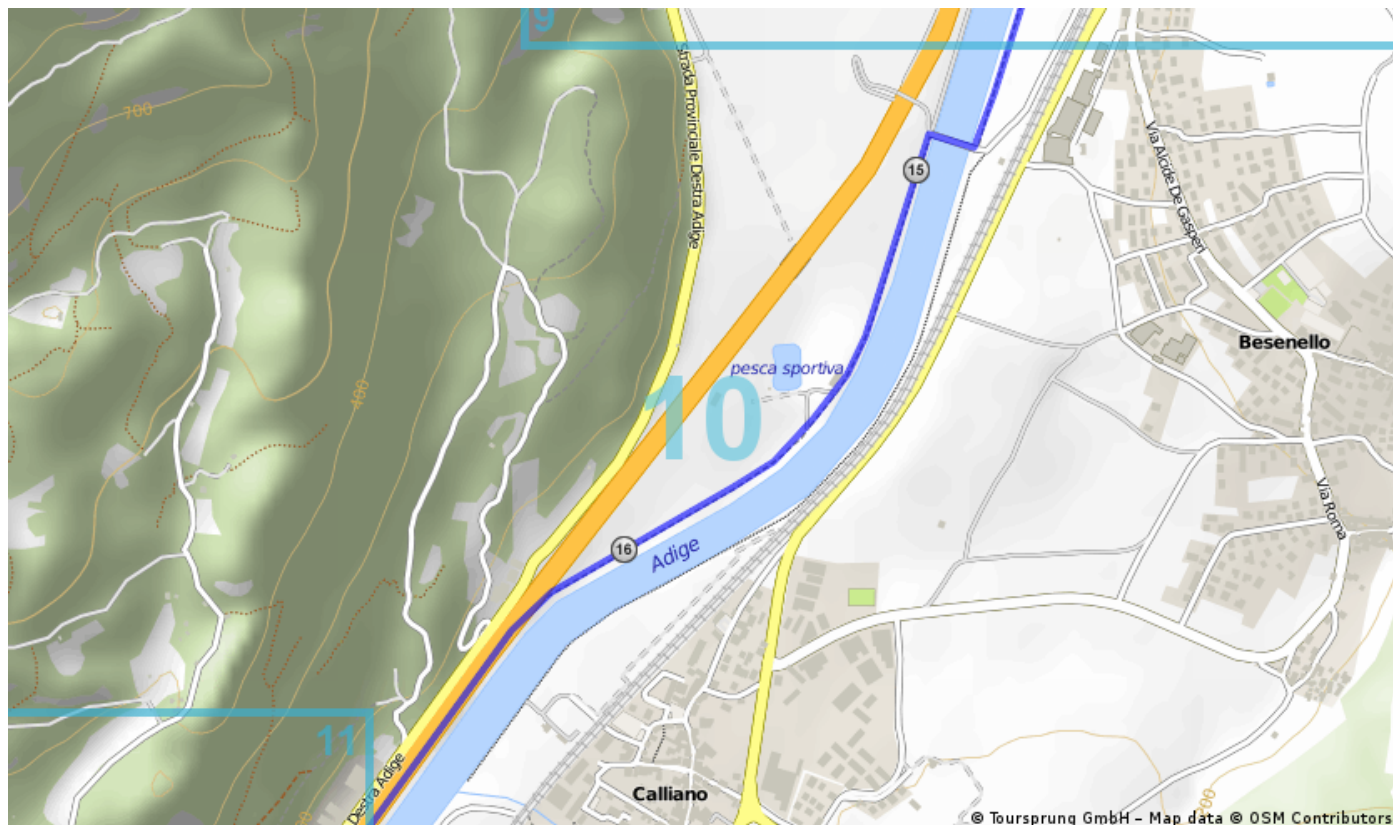 9
Strada Provinciale Destra Adige
700
15
Via Alcide De Gasperi
Besenello
pesca sportiva
400
10
Via Roma
16
Adige
11
Destra Adige
Calliano
© Toursprung GmbH – Map data © OSM Contributors